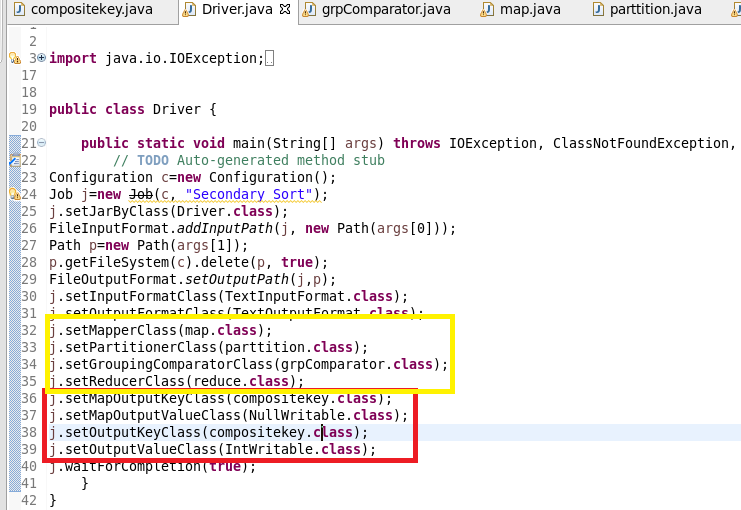 compositekey.java Driver.java grpComparator.java map.java parttition.java
1
2
3 import java.io.IOException;
17
18
19 public class Driver {
20
21 public static void main(String[] args) throws IOException, ClassNotFoundException,
22 // TODO Auto-generated method stub
23 Configuration c=new Configuration();
24 Job j=new Job(c, "Secondary Sort");
25 j.setJarByClass(Driver.class);
26 FileInputFormat.addInputPath(j, new Path(args[0]));
27 Path p=new Path(args[1]);
28 p.getFileSystem(c).delete(p, true);
29 FileOutputFormat.setOutputPath(j,p);
30 j.setInputFormatClass(TextInputFormat.class);
31 j.setOutputFormatClass(TextOutputFormat.class);
32 j.setMapperClass(map.class);
33 j.setPartitionerClass(parttition.class);
34 j.setGroupingComparatorClass(grpComparator.class);
35 j.setReducerClass(reduce.class);
36 j.setMapOutputKeyClass(compositekey.class);
37 j.setMapOutputValueClass(NullWritable.class);
38 j.setOutputKeyClass(compositekey.class);
39 j.setOutputValueClass(IntWritable.class);
40 j.waitForCompletion(true);
41 }
42 }